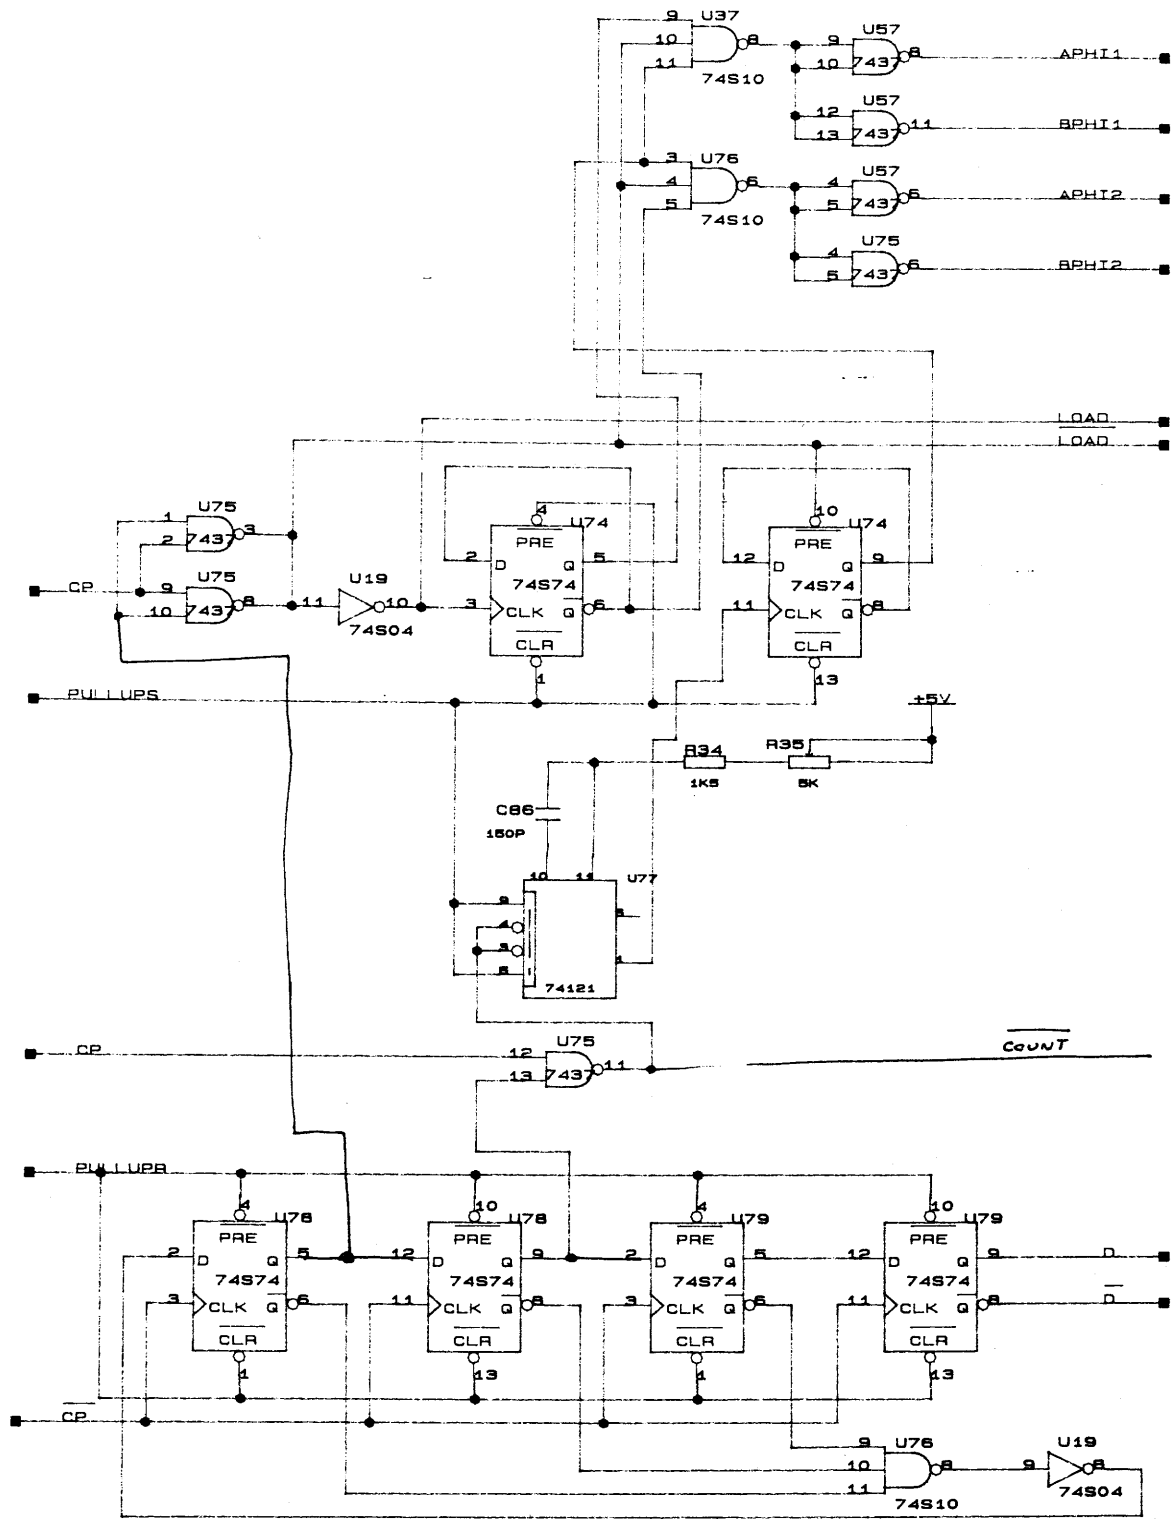 9 U37
10 8
11
74S10
U57
9 8
10 7437
APHI1
U57
12 11
13 7437
BPHI1
3 U76
4 6
5
74S10
U57
4 6
5 7437
APHI2
U75
4 6
5 7437
BPHI2
LOAD
LOAD
U75
1 3
2 7437
CP
U75
9 8
10 7437
U19
11 10
74S04
4 U74
PRE
2 D Q 5
74S74
3 CLK Q 6
CLR
1
10 U74
PRE
12 D Q 9
74S74
11 CLK Q 8
CLR
13
PULLUPS
+5V
R34
1K5
R35
5K
C86
150P
10 11 U77
9
4
3
5
6
1
74121
CP
U75
12 11
13 7437
COUNT
PULLUPR
4 U78
PRE
2 D Q 5
74S74
3 CLK Q 6
CLR
1
10 U78
PRE
12 D Q 9
74S74
11 CLK Q 8
CLR
13
4 U79
PRE
2 D Q 5
74S74
3 CLK Q 6
CLR
1
10 U79
PRE
12 D Q 9
74S74
11 CLK Q 8
CLR
13
D
D
CP
9 U76
10 8
11
74S10
U19
9 8
74S04